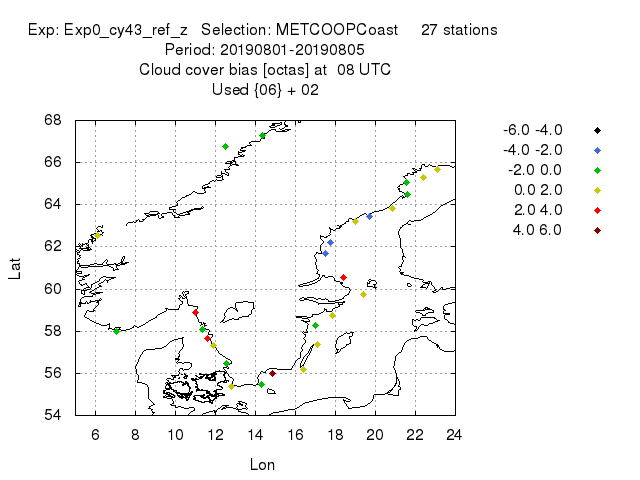 Exp: Exp0_cy43_ref_z Selection: METCOOPCoast 27 stations
Period: 20190801-20190805
Cloud cover bias [octas] at 08 UTC
Used {06} + 02
68
66
64
62
60
58
56
54
Lat
6 8 10 12 14 16 18 20 22 24
Lon
-6.0 -4.0
-4.0 -2.0
-2.0 0.0
0.0 2.0
2.0 4.0
4.0 6.0